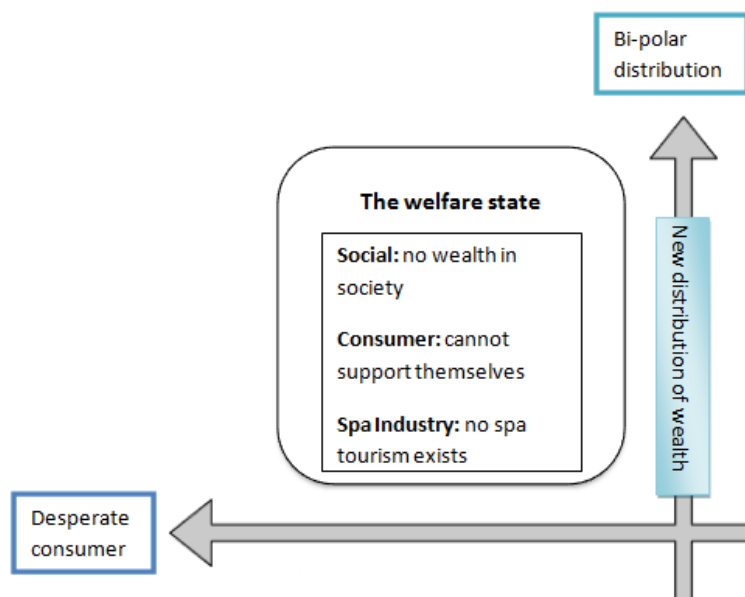 Bi-polar
distribution
The welfare state
Social: no wealth in
society
Consumer: cannot
support themselves
Spa Industry: no spa
tourism exists
New distribution of wealth
Desperate
consumer